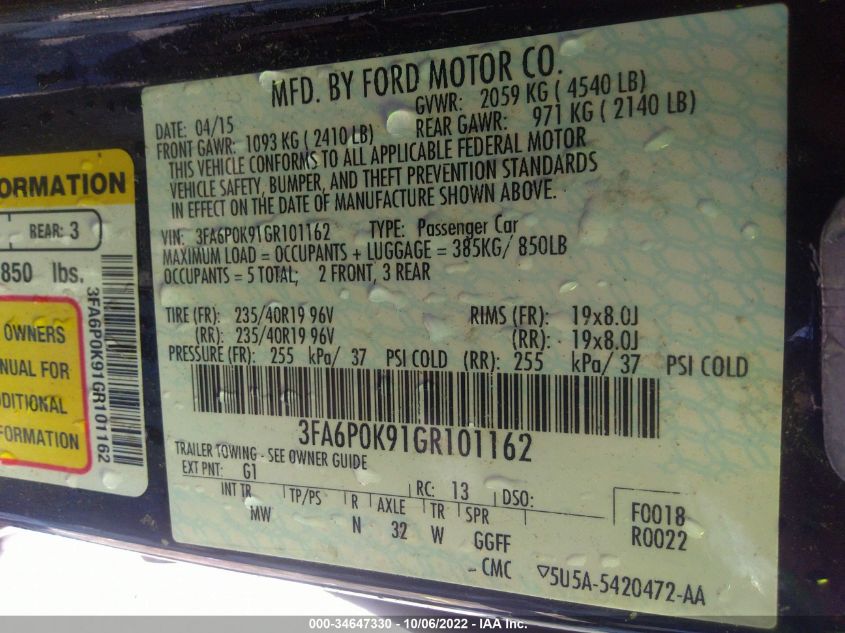 MFD. BY FORD MOTOR CO.
DATE: 04/15
GVWR: 2059 KG ( 4540 LB)
FRONT GAWR: 1093 KG ( 2410 LB)
REAR GAWR: 971 KG ( 2140 LB)
THIS VEHICLE CONFORMS TO ALL APPLICABLE FEDERAL MOTOR
VEHICLE SAFETY, BUMPER, AND THEFT PREVENTION STANDARDS
IN EFFECT ON THE DATE OF MANUFACTURE SHOWN ABOVE.
VIN: 3FA6P0K91GR101162 TYPE: Passenger Car
MAXIMUM LOAD = OCCUPANTS + LUGGAGE = 385KG/ 850LB
OCCUPANTS = 5 TOTAL; 2 FRONT, 3 REAR
TIRE (FR): 235/40R19 96V RIMS (FR): 19x8.0J
(RR): 235/40R19 96V (RR): 19x8.0J
PRESSURE (FR): 255 kPa/ 37 PSI COLD (RR): 255 kPa/ 37 PSI COLD
3FA6P0K91GR101162
TRAILER TOWING - SEE OWNER GUIDE
EXT PNT: G1 RC: 13 DSO:
INT TR TP/PS R AXLE TR SPR F0018
MW N 32 W GGFF R0022
CMC ▽5U5A-5420472-AA
ORMATION
REAR: 3
850 lbs.
OWNERS
NUAL FOR
DDITIONAL
FORMATION
3FA6P0K91GR101162
000-34647330 - 10/06/2022 - IAA Inc.